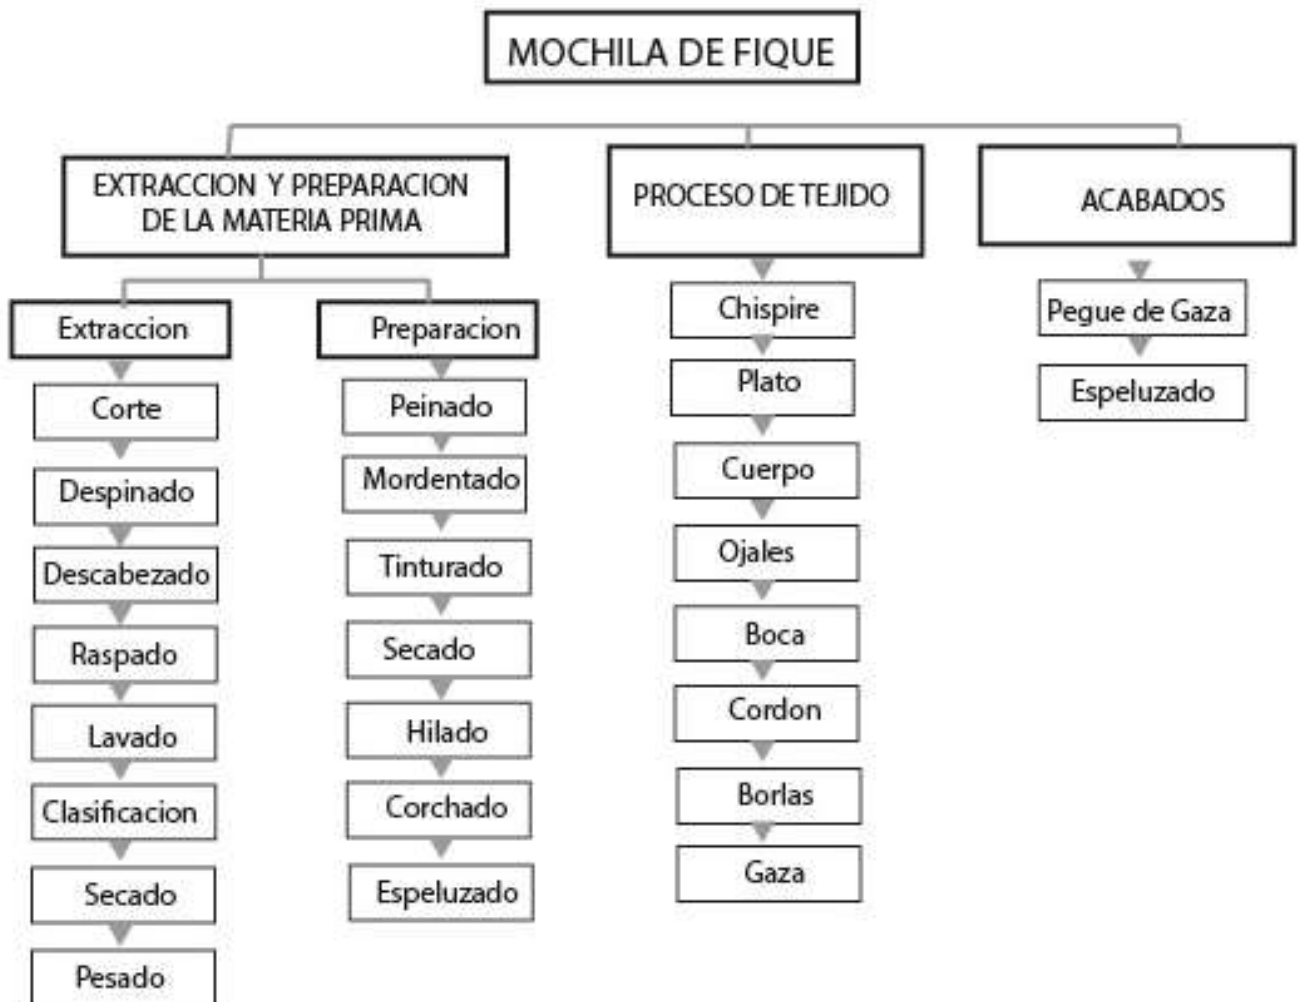 MOCHILA DE FIQUE
EXTRACCION Y PREPARACION
DE LA MATERIA PRIMA
Extraccion
Corte
Despinado
Descabezado
Raspado
Lavado
Clasificacion
Secado
Pesado
Preparacion
Peinado
Mordentado
Tinturado
Secado
Hilado
Corchado
Espeluzado
PROCESO DE TEJIDO
Chispire
Plato
Cuerpo
Ojales
Boca
Cordon
Borlas
Gaza
ACABADOS
Pegue de Gaza
Espeluzado